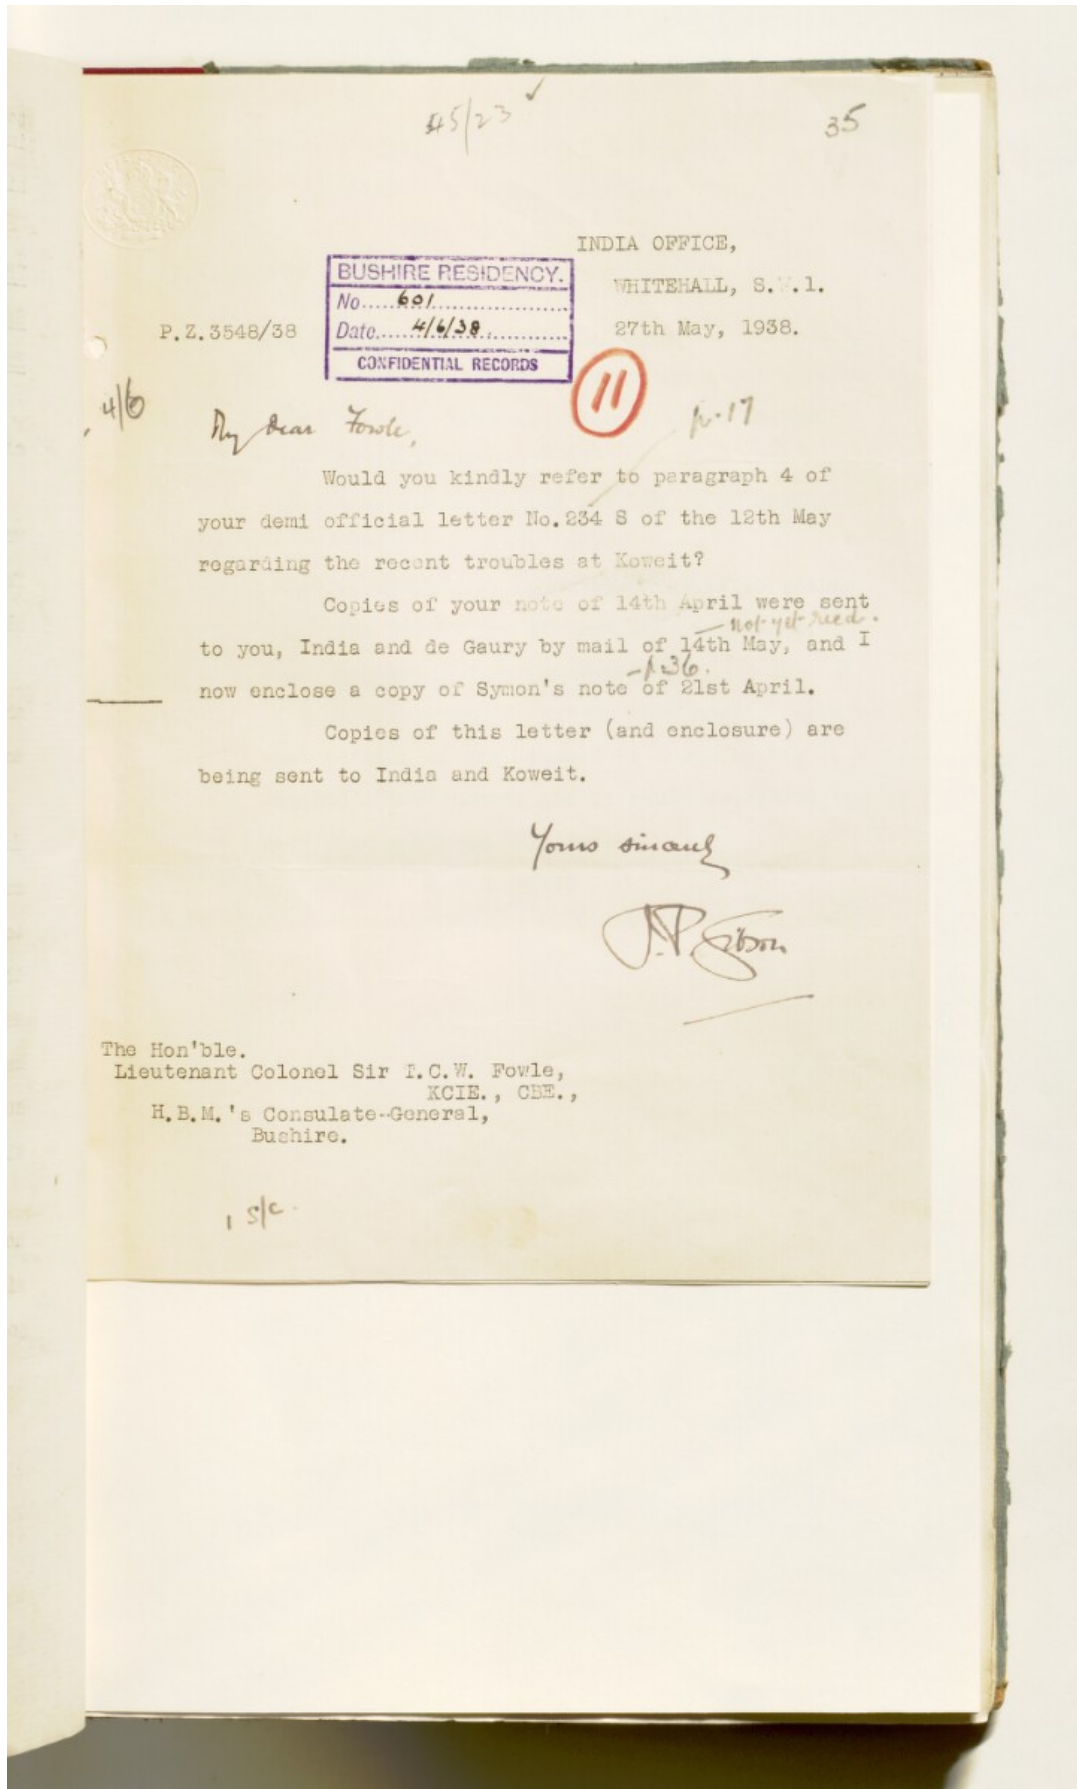 45/23 ✓
35
INDIA OFFICE,
WHITEHALL, S.W.1.
27th May, 1938.
BUSHIRE RESIDENCY.
No.....601.....................
Date.....4/6/38...............
CONFIDENTIAL RECORDS
P.Z.3548/38
11
4/6
p.17
My dear Fowle,
Would you kindly refer to paragraph 4 of
your demi official letter No.234 S of the 12th May
regarding the recent troubles at Koweit?
Copies of your note of 14th April were sent
— not yet recd.
to you, India and de Gaury by mail of 14th May, and I
– p.36.
now enclose a copy of Symon's note of 21st April.
Copies of this letter (and enclosure) are
being sent to India and Koweit.
Yours sincerely
J.P. Gibson
The Hon'ble.
Lieutenant Colonel Sir T.C.W. Fowle,
KCIE., CBE.,
H.B.M.'s Consulate-General,
Bushire.
1 S/C.